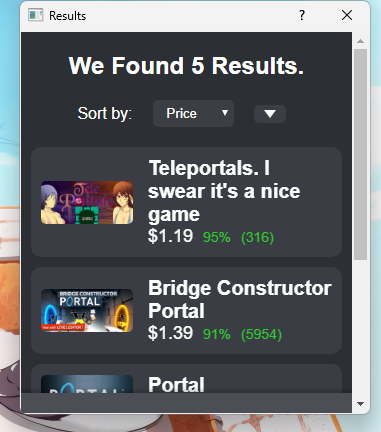 Results
?
We Found 5 Results.
Sort by:
Price
Teleportals. I
swear it's a nice
game
$1.19 95% (316)
Bridge Constructor
Portal
$1.39 91% (5954)
BRIDGE CONSTRUCTOR
PORTAL
Portal